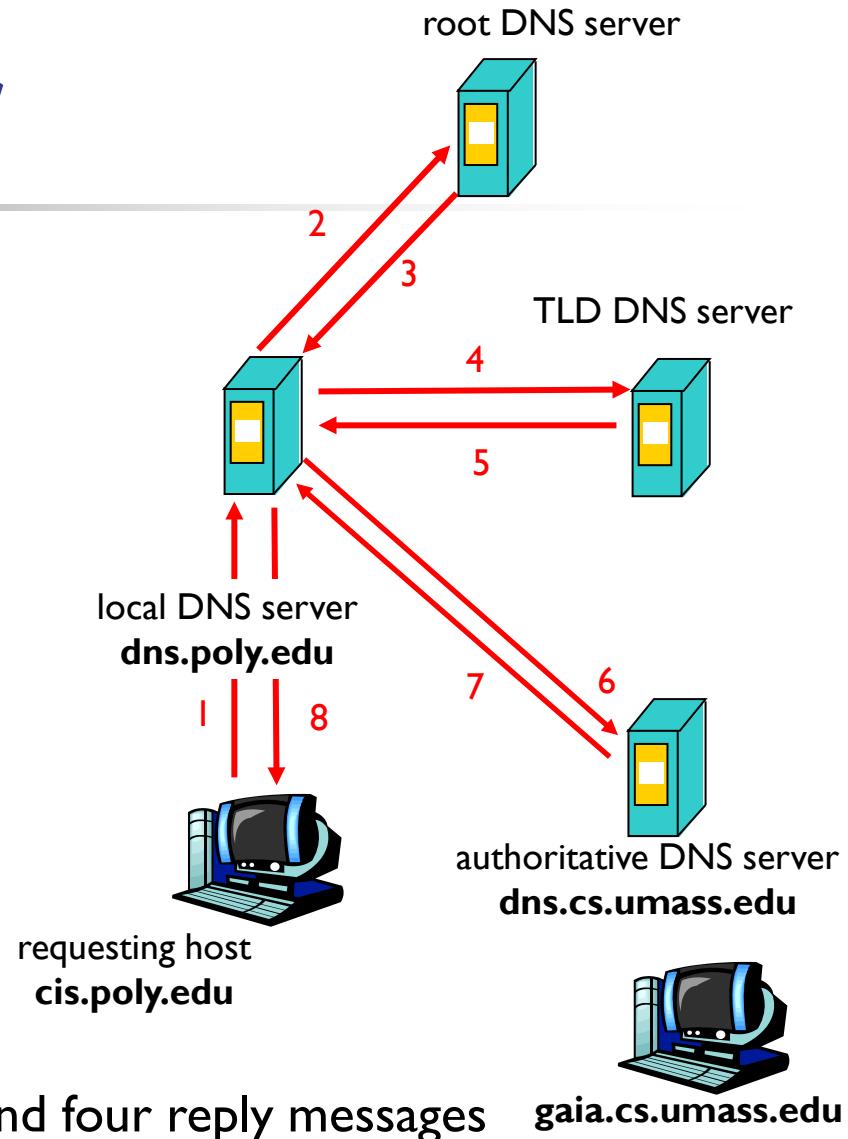 root DNS server
2
3
TLD DNS server
4
5
local DNS server
dns.poly.edu
7
6
1
8
authoritative DNS server
dns.cs.umass.edu
requesting host
cis.poly.edu
four reply messages
gaia.cs.umass.edu